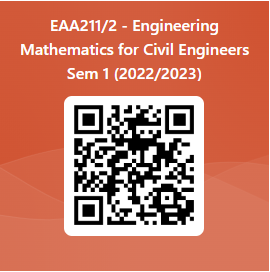 EAA211/2 - Engineering
Mathematics for Civil Engineers
Sem 1 (2022/2023)